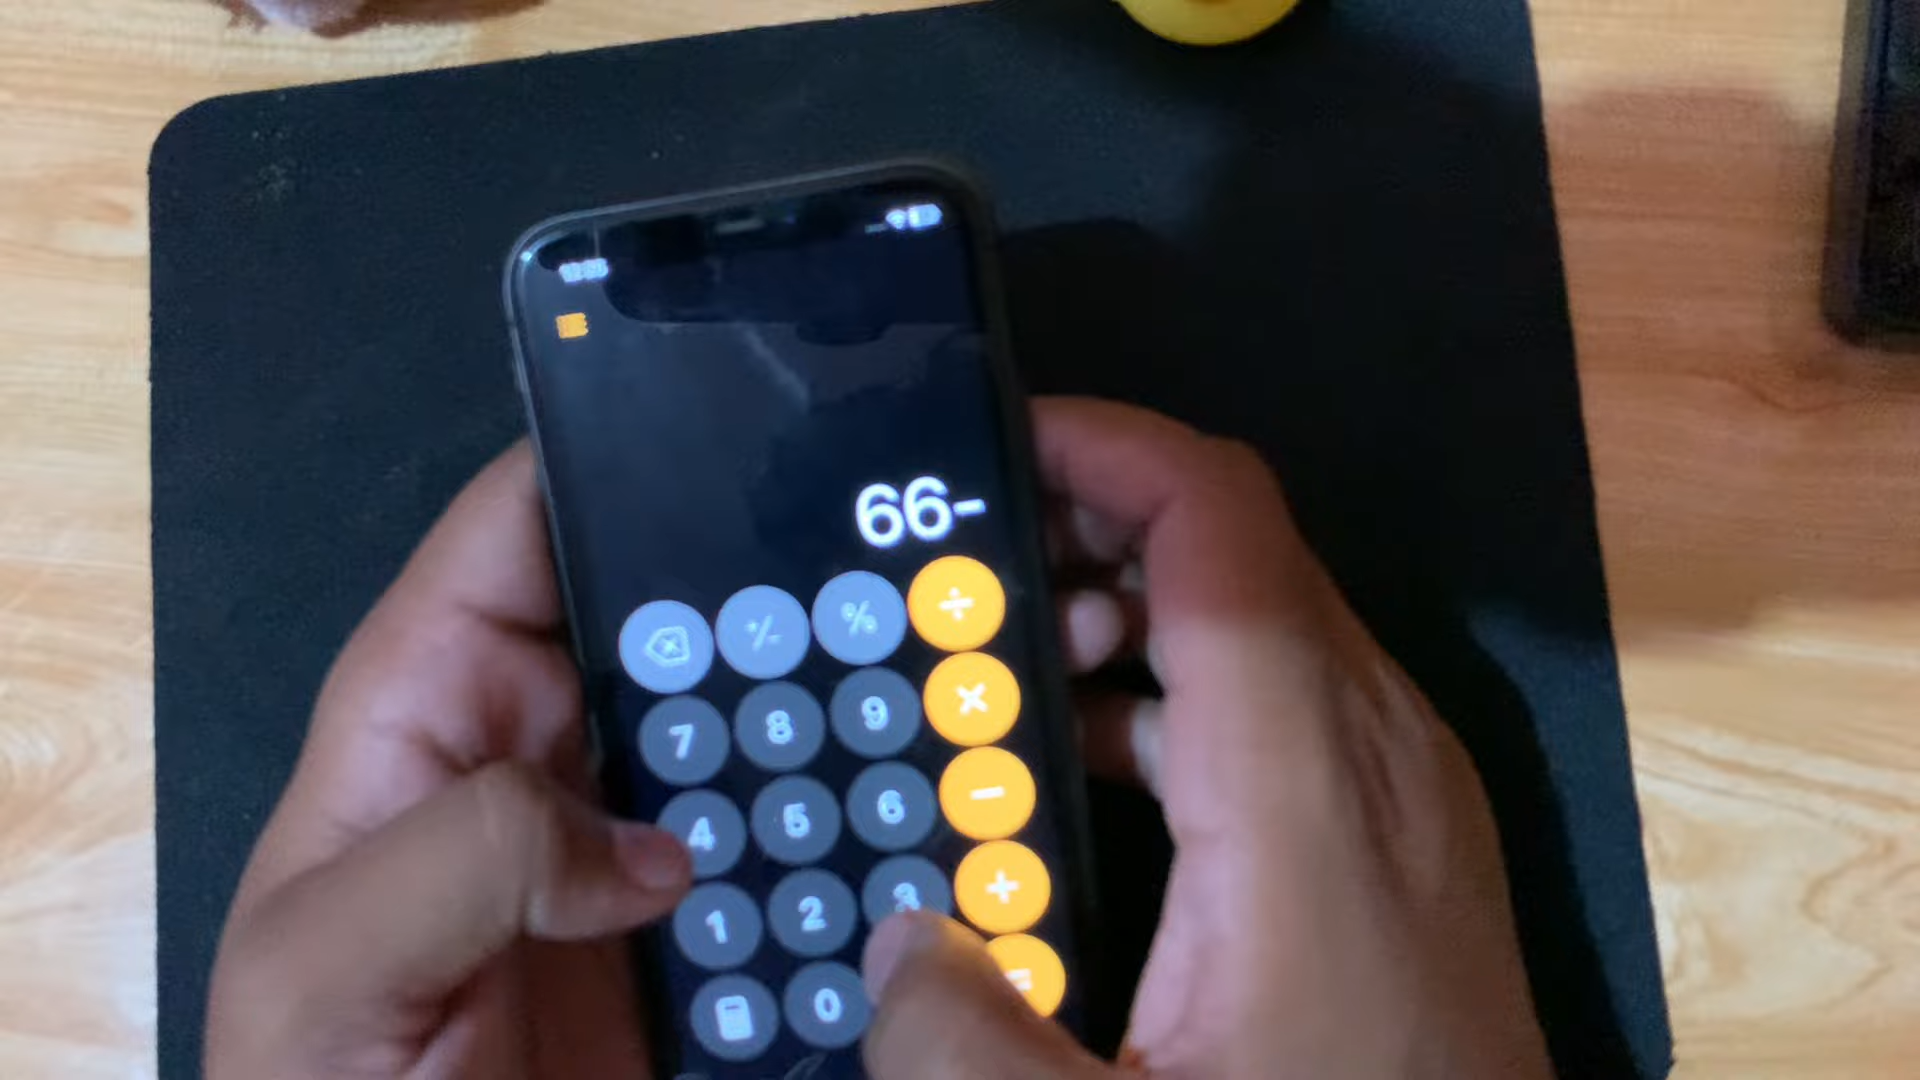 66-
+/- % ÷
7 8 9 ×
4 5 6 −
1 2 3 +
0 =